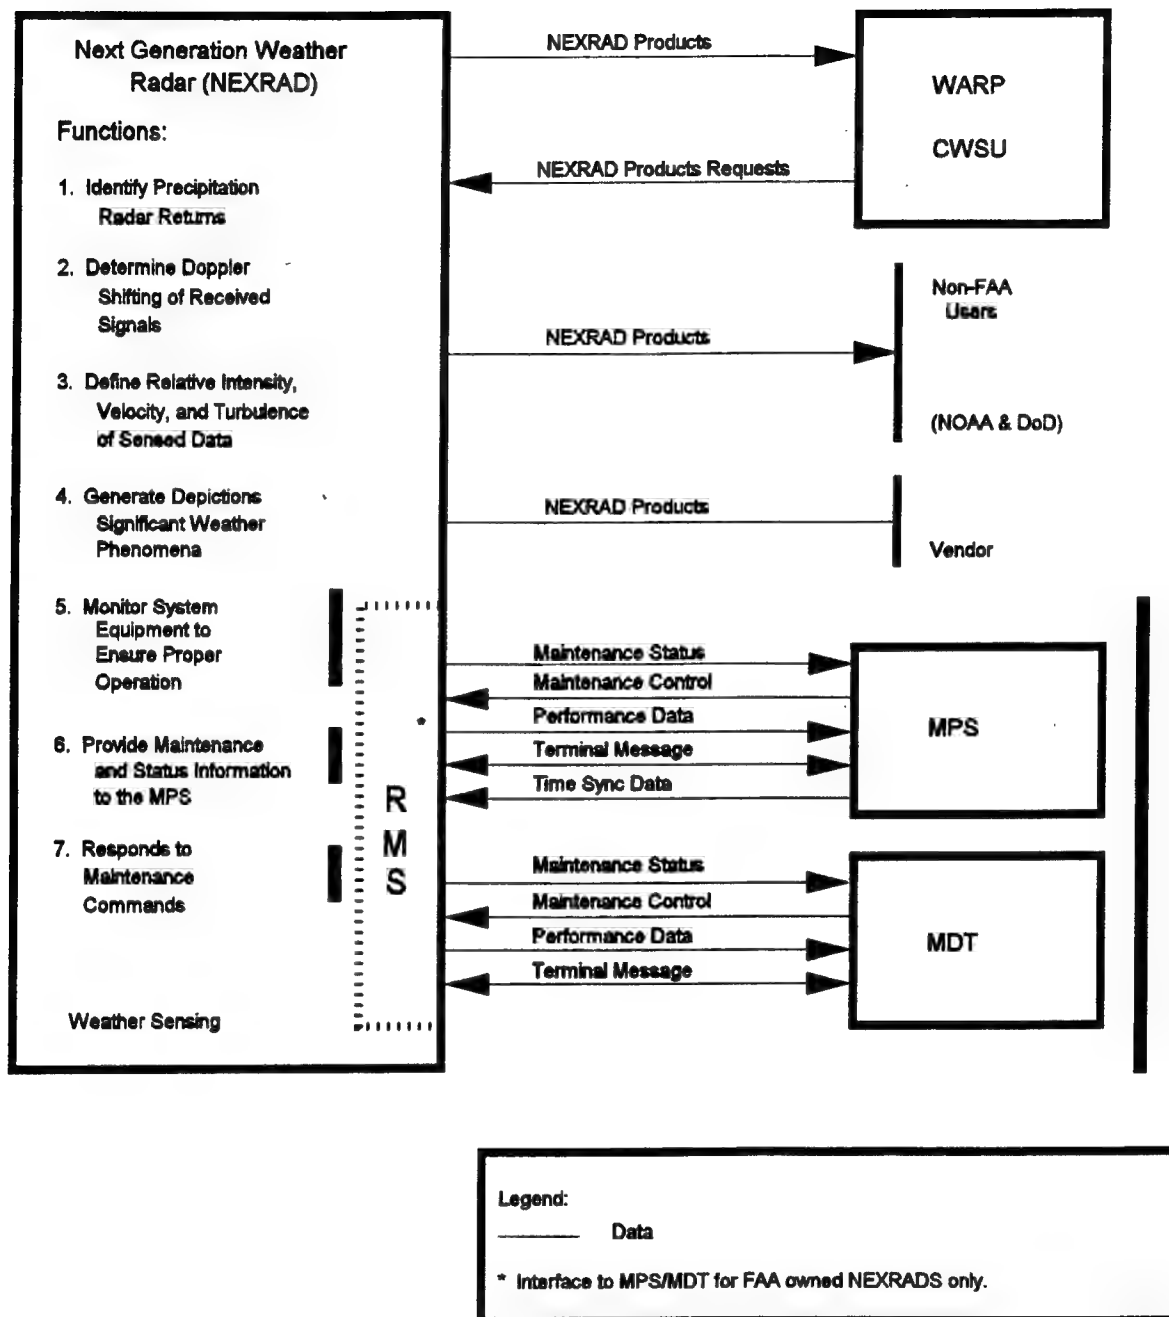 Next Generation Weather
Radar (NEXRAD)
Functions:
1. Identify Precipitation
Radar Returns
2. Determine Doppler
Shifting of Received
Signals
3. Define Relative Intensity,
Velocity, and Turbulence
of Sensed Data
4. Generate Depictions
Significant Weather
Phenomena
5. Monitor System
Equipment to
Ensure Proper
Operation
6. Provide Maintenance
and Status Information
to the MPS
7. Responds to
Maintenance
Commands
Weather Sensing
*
R
M
S
NEXRAD Products
NEXRAD Products Requests
WARP
CWSU
NEXRAD Products
Non-FAA
Users
(NOAA & DoD)
NEXRAD Products
Vendor
Maintenance Status
Maintenance Control
Performance Data
Terminal Message
Time Sync Data
MPS
Maintenance Status
Maintenance Control
Performance Data
Terminal Message
MDT
Legend:
Data
* Interface to MPS/MDT for FAA owned NEXRADS only.